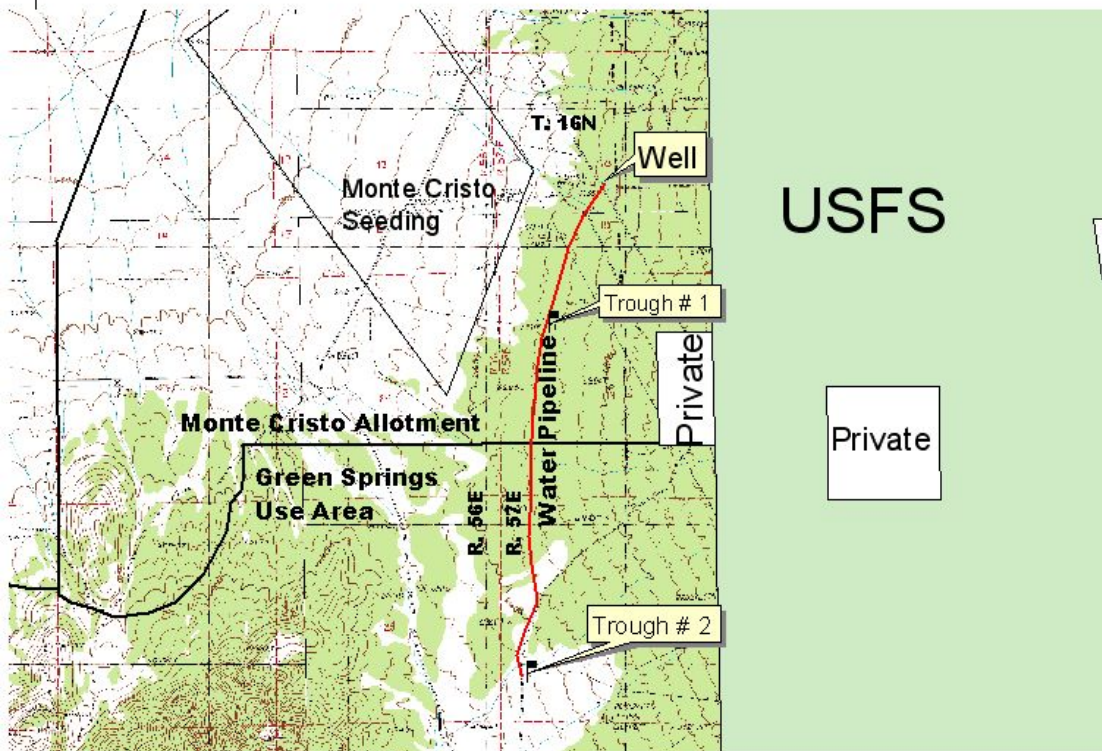 T. 16N
Well
USFS
Monte Cristo
Seeding
Trough # 1
Private
Private
Water Pipeline
Monte Cristo Allotment
Green Springs
Use Area
R. 56E
R. 57E
Trough # 2